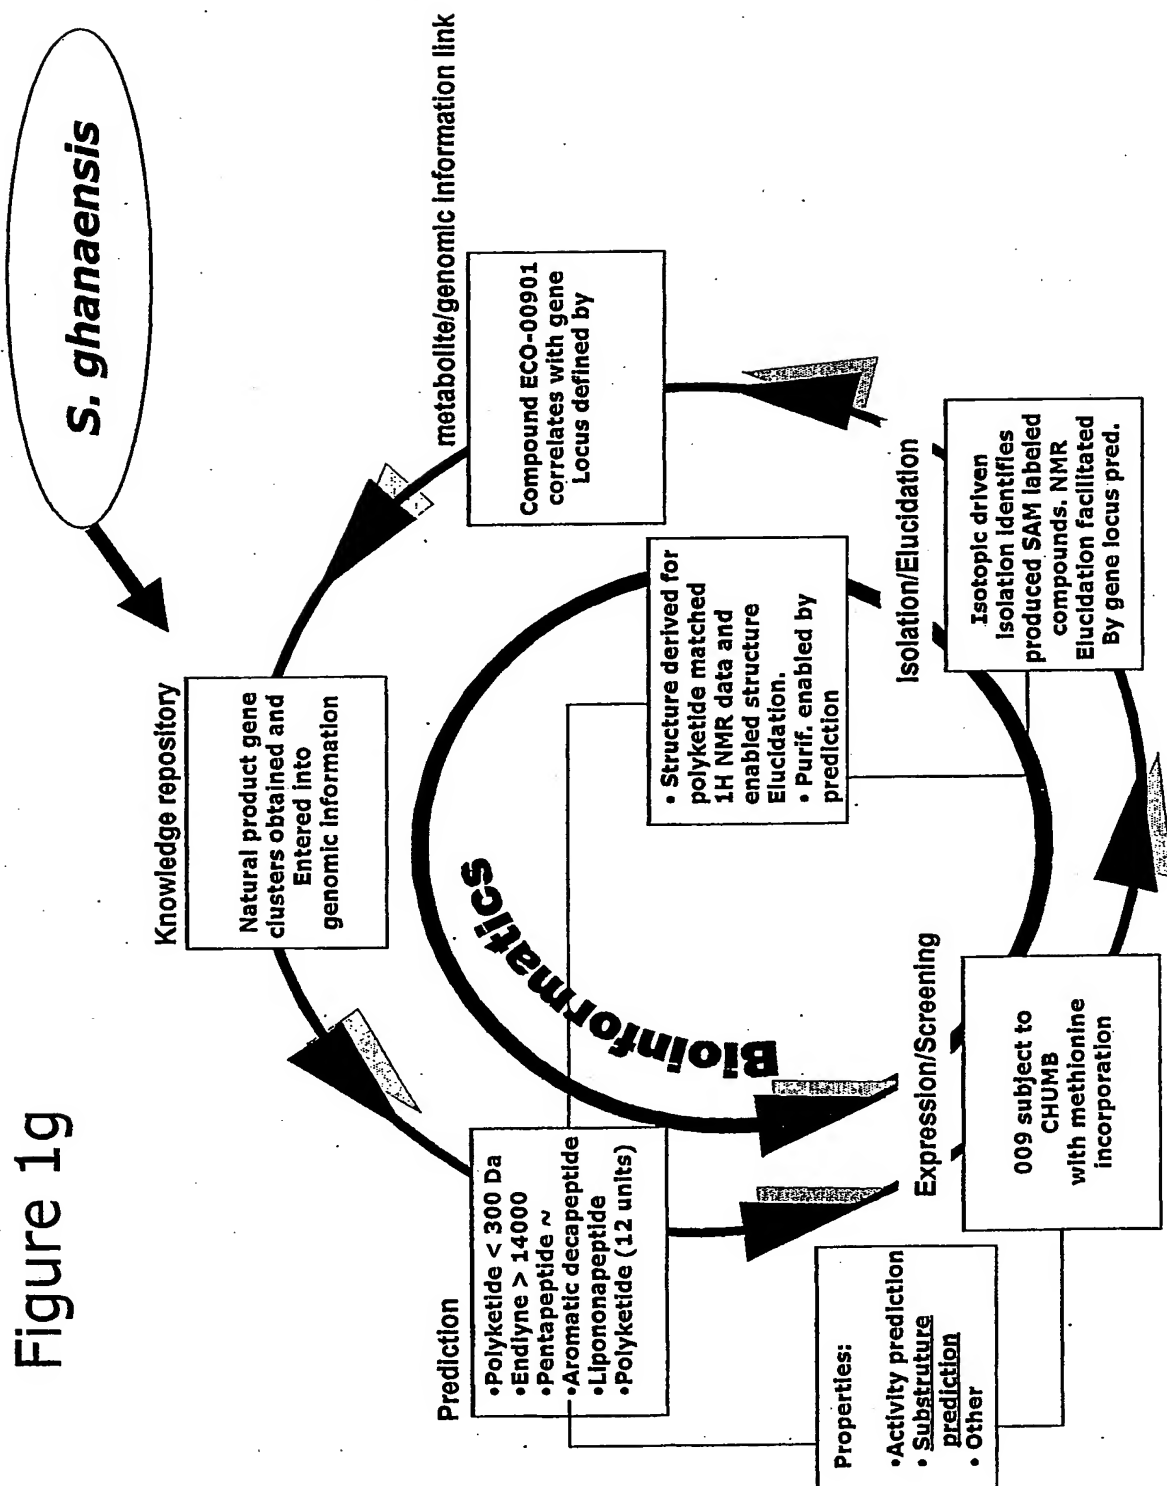 Figure 1g
S. ghanaensis
Knowledge repository
Natural product gene
clusters obtained and
Entered into
genomic information
metabolite/genomic information link
Compound ECO-00901
correlates with gene
Locus defined by
Prediction
•Polyketide < 300 Da
•Endiyne > 14000
•Pentapeptide ~
•Aromatic decapeptide
•Lipononapeptide
•Polyketide (12 units)
Bioinformatics
• Structure derived for
polyketide matched
1H NMR data and
enabled structure
Elucidation.
• Purif. enabled by
prediction
Properties:
•Activity prediction
• Substruture
prediction
• Other
Expression/Screening
009 subject to
CHUMB
with methionine
incorporation
Isolation/Elucidation
Isotopic driven
Isolation identifies
produced SAM labeled
compounds. NMR
Elucidation facilitated
By gene locus pred.